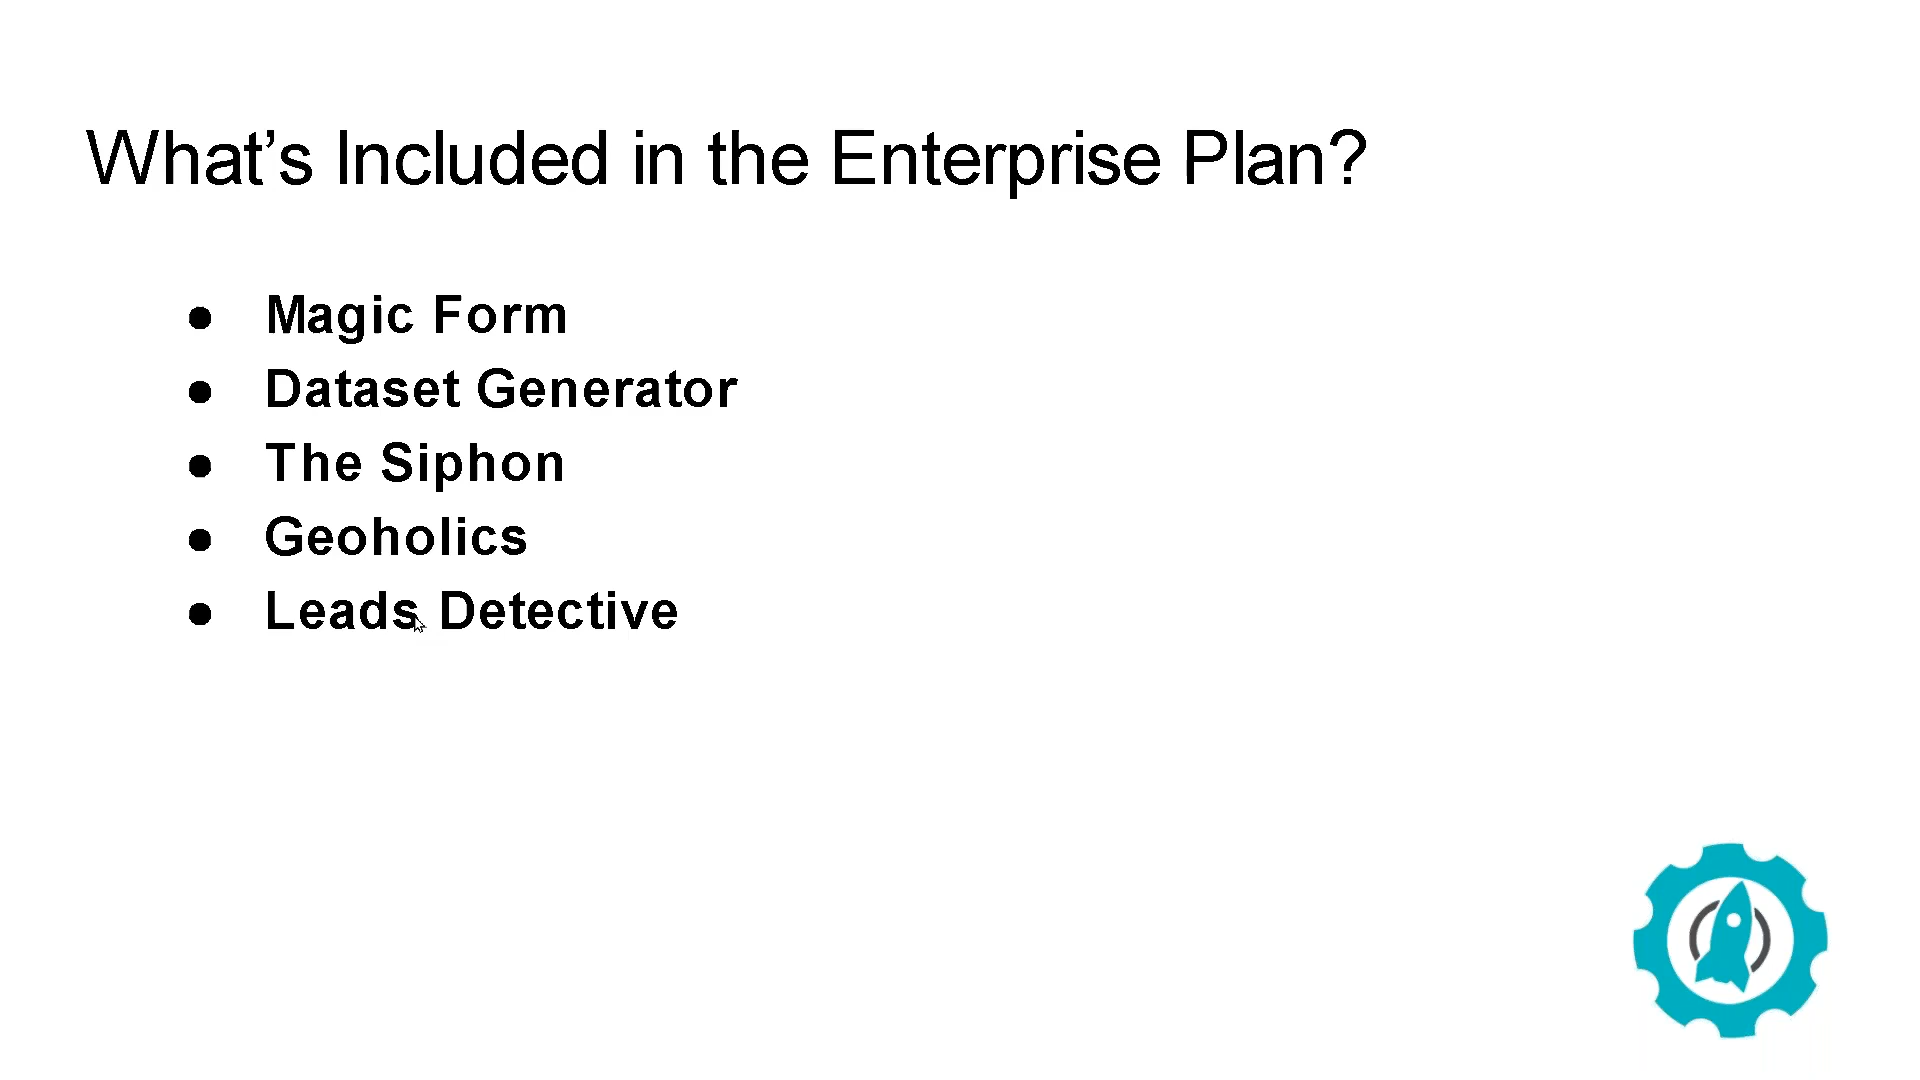 What’s Included in the Enterprise Plan?
● Magic Form
● Dataset Generator
● The Siphon
● Geoholics
● Leads Detective